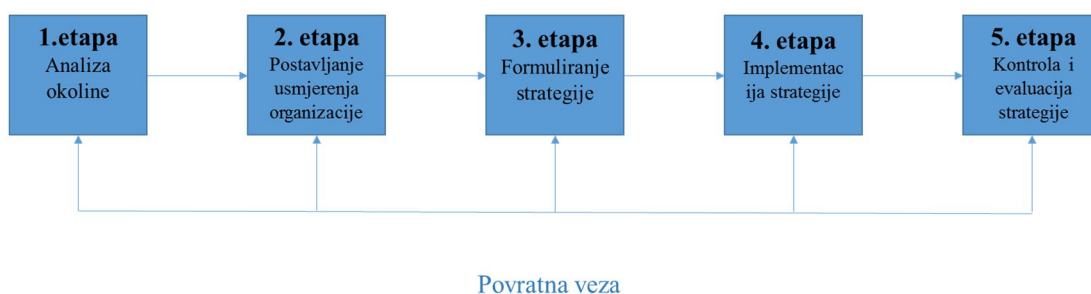 1.etapa
Analiza
okoline
2. etapa
Postavljanje
usmjerenja
organizacije
3. etapa
Formuliranje
strategije
4. etapa
Implementac
ija strategije
5. etapa
Kontrola i
evaluacija
strategije
Povratna veza